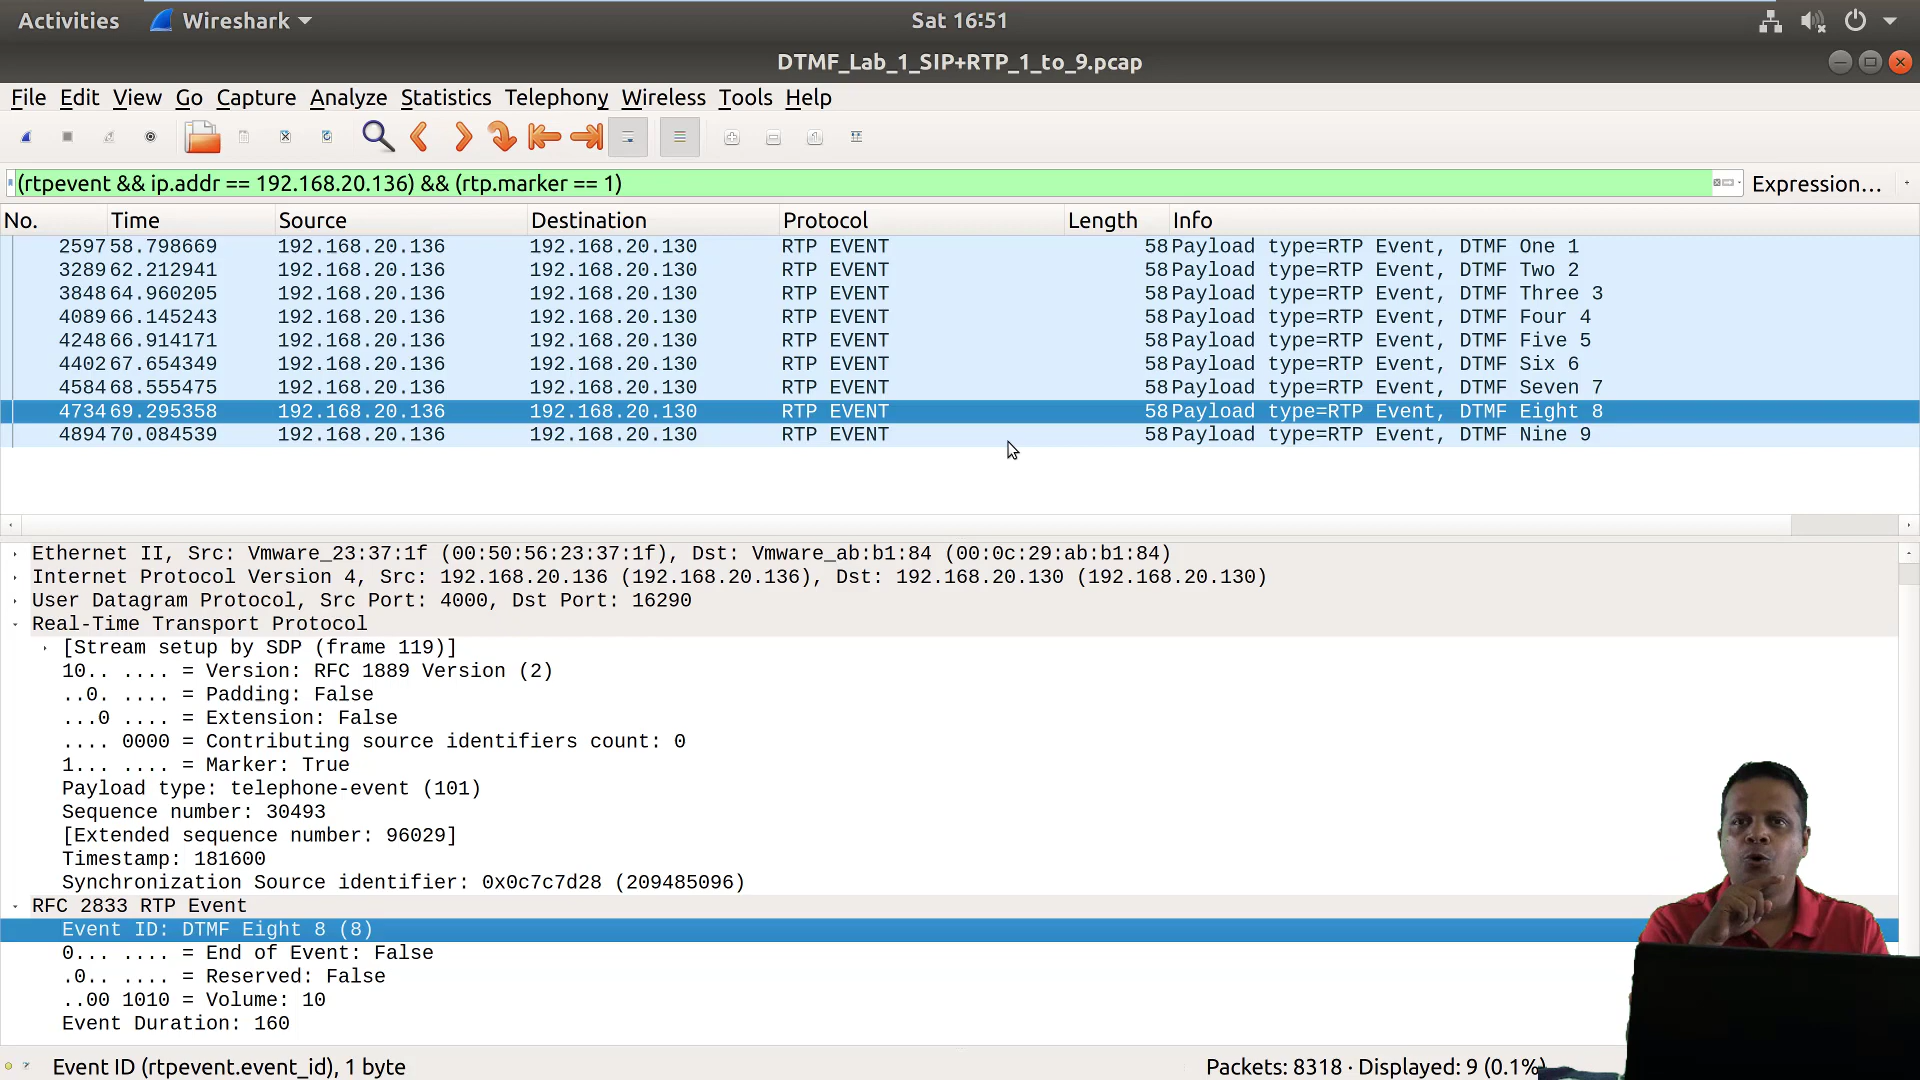 Activities Wireshark Sat 16:51
DTMF_Lab_1_SIP+RTP_1_to_9.pcap
File Edit View Go Capture Analyze Statistics Telephony Wireless Tools Help
(rtpevent && ip.addr == 192.168.20.136) && (rtp.marker == 1) Expression…
No. Time Source Destination Protocol Length Info
2597 58.798669 192.168.20.136 192.168.20.130 RTP EVENT 58 Payload type=RTP Event, DTMF One 1
3289 62.212941 192.168.20.136 192.168.20.130 RTP EVENT 58 Payload type=RTP Event, DTMF Two 2
3848 64.960205 192.168.20.136 192.168.20.130 RTP EVENT 58 Payload type=RTP Event, DTMF Three 3
4089 66.145243 192.168.20.136 192.168.20.130 RTP EVENT 58 Payload type=RTP Event, DTMF Four 4
4248 66.914171 192.168.20.136 192.168.20.130 RTP EVENT 58 Payload type=RTP Event, DTMF Five 5
4402 67.654349 192.168.20.136 192.168.20.130 RTP EVENT 58 Payload type=RTP Event, DTMF Six 6
4584 68.555475 192.168.20.136 192.168.20.130 RTP EVENT 58 Payload type=RTP Event, DTMF Seven 7
4734 69.295358 192.168.20.136 192.168.20.130 RTP EVENT 58 Payload type=RTP Event, DTMF Eight 8
4894 70.084539 192.168.20.136 192.168.20.130 RTP EVENT 58 Payload type=RTP Event, DTMF Nine 9
Ethernet II, Src: Vmware_23:37:1f (00:50:56:23:37:1f), Dst: Vmware_ab:b1:84 (00:0c:29:ab:b1:84)
Internet Protocol Version 4, Src: 192.168.20.136 (192.168.20.136), Dst: 192.168.20.130 (192.168.20.130)
User Datagram Protocol, Src Port: 4000, Dst Port: 16290
Real-Time Transport Protocol
[Stream setup by SDP (frame 119)]
10.. .... = Version: RFC 1889 Version (2)
..0. .... = Padding: False
...0 .... = Extension: False
.... 0000 = Contributing source identifiers count: 0
1... .... = Marker: True
Payload type: telephone-event (101)
Sequence number: 30493
[Extended sequence number: 96029]
Timestamp: 181600
Synchronization Source identifier: 0x0c7c7d28 (209485096)
RFC 2833 RTP Event
Event ID: DTMF Eight 8 (8)
0... .... = End of Event: False
.0.. .... = Reserved: False
..00 1010 = Volume: 10
Event Duration: 160
Event ID (rtpevent.event_id), 1 byte Packets: 8318 · Displayed: 9 (0.1%)